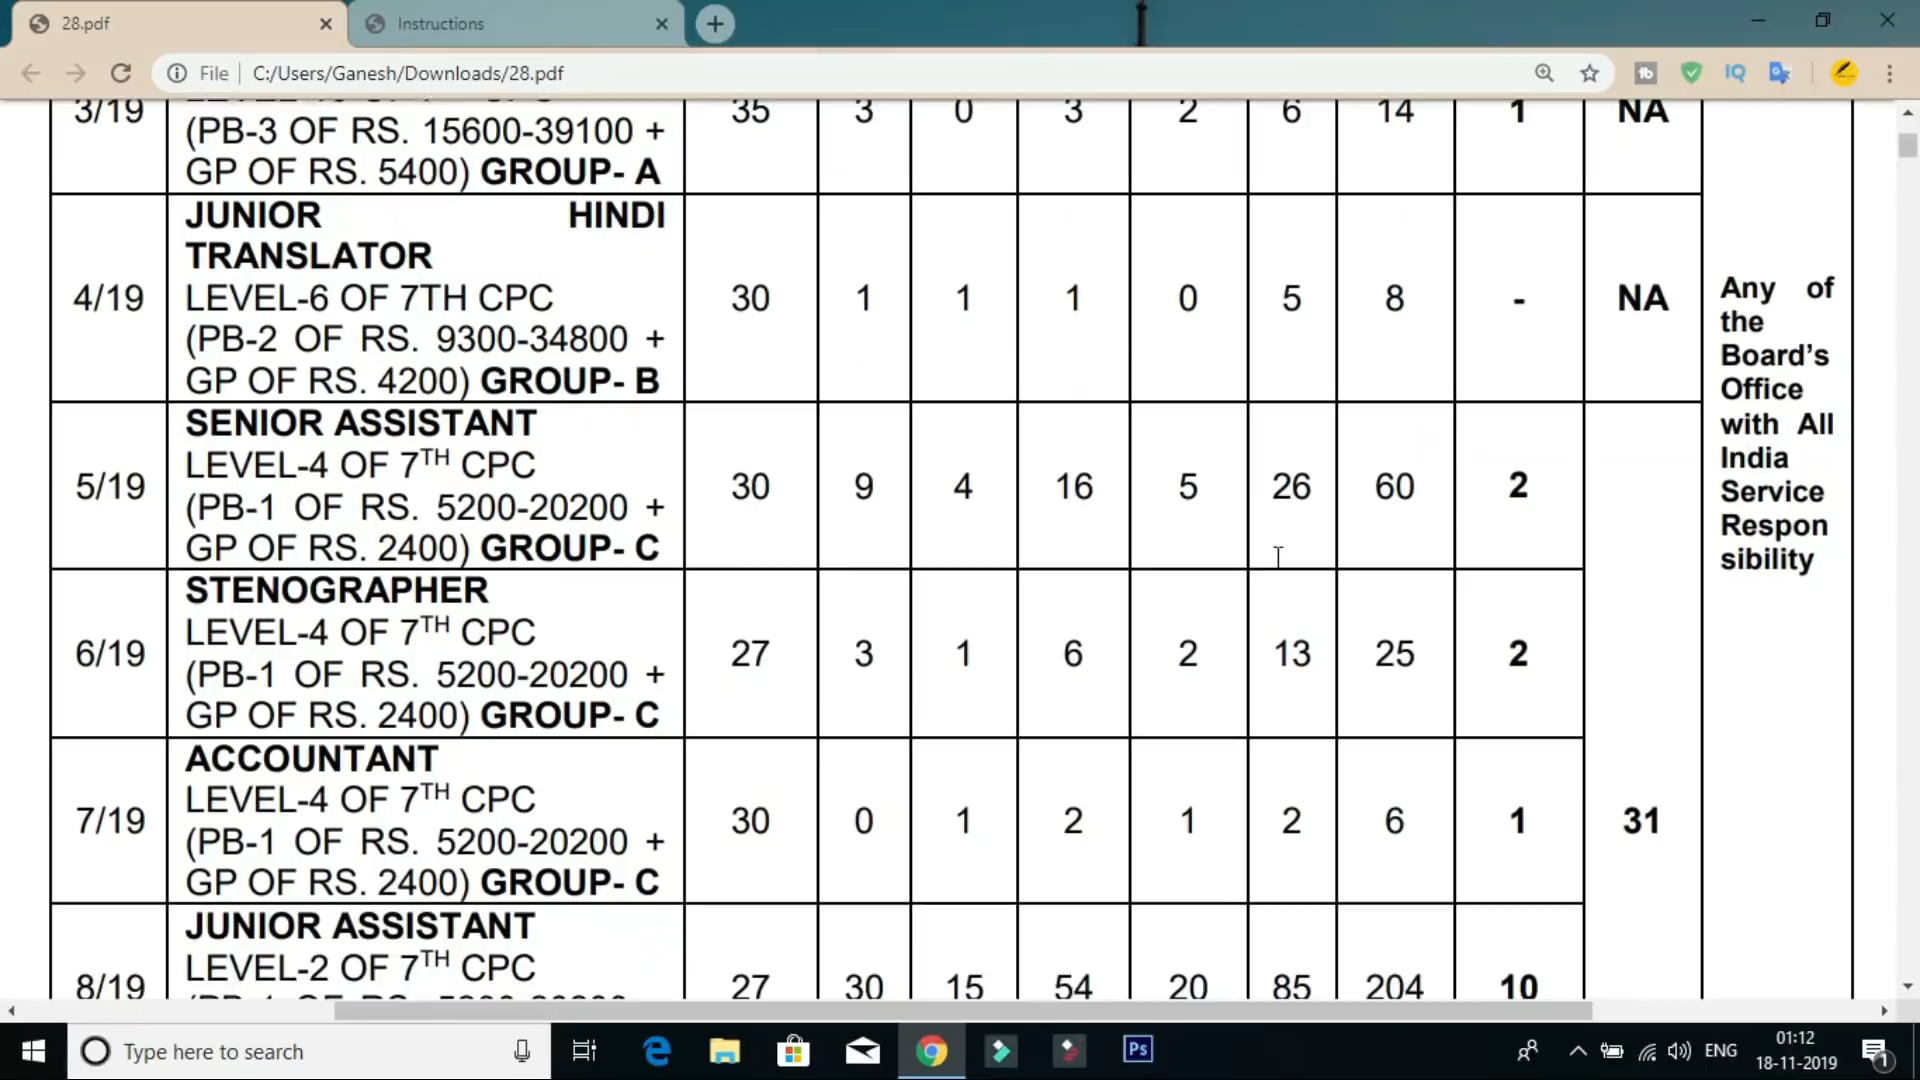 28.pdf
Instructions
File
C:/Users/Ganesh/Downloads/28.pdf
3/19
(PB-3 OF RS. 15600-39100 +
GP OF RS. 5400) GROUP- A
35 3 0 3 2 6 14 1 NA
4/19
JUNIOR HINDI
TRANSLATOR
LEVEL-6 OF 7TH CPC
(PB-2 OF RS. 9300-34800 +
GP OF RS. 4200) GROUP- B
30 1 1 1 0 5 8 - NA
5/19
SENIOR ASSISTANT
LEVEL-4 OF 7TH CPC
(PB-1 OF RS. 5200-20200 +
GP OF RS. 2400) GROUP- C
30 9 4 16 5 26 60 2
6/19
STENOGRAPHER
LEVEL-4 OF 7TH CPC
(PB-1 OF RS. 5200-20200 +
GP OF RS. 2400) GROUP- C
27 3 1 6 2 13 25 2
7/19
ACCOUNTANT
LEVEL-4 OF 7TH CPC
(PB-1 OF RS. 5200-20200 +
GP OF RS. 2400) GROUP- C
30 0 1 2 1 2 6 1 31
8/19
JUNIOR ASSISTANT
LEVEL-2 OF 7TH CPC
27 30 15 54 20 85 204 10
Any of
the
Board's
Office
with All
India
Service
Respon
sibility
Type here to search
Ps
ENG
01:12
18-11-2019
1